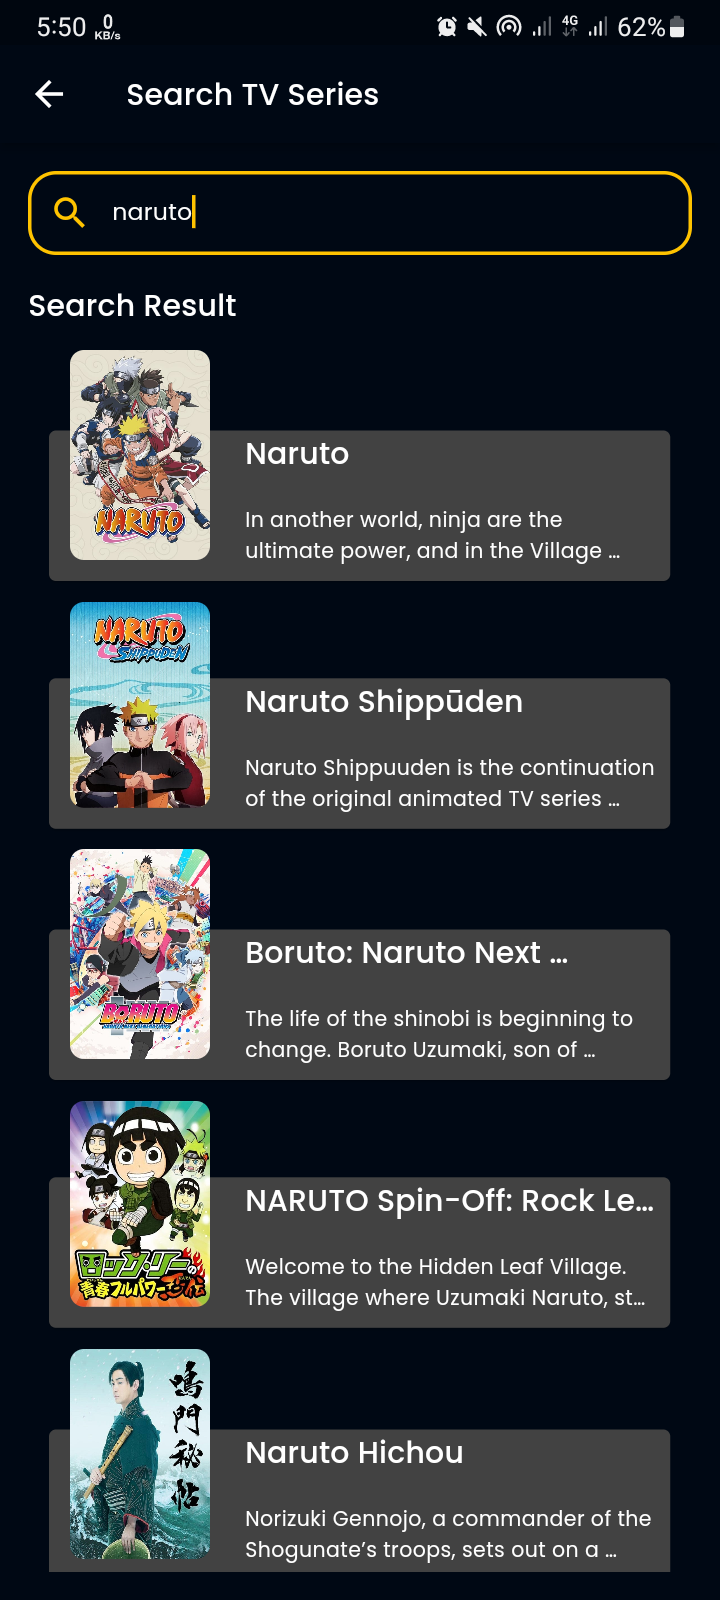 5:50 0 KB/s 4G 62%
Search TV Series
naruto
Search Result
NARUTO
Naruto
In another world, ninja are the
ultimate power, and in the Village ...
NARUTO
SHIPPUDEN
Naruto Shippūden
Naruto Shippuuden is the continuation
of the original animated TV series ...
BORUTO
Boruto: Naruto Next ...
The life of the shinobi is beginning to
change. Boruto Uzumaki, son of ...
ロック・リーの
青春フルパワー忍伝
NARUTO Spin-Off: Rock Le...
Welcome to the Hidden Leaf Village.
The village where Uzumaki Naruto, st...
鳴門秘帖
Naruto Hichou
Norizuki Gennojo, a commander of the
Shogunate's troops, sets out on a ...